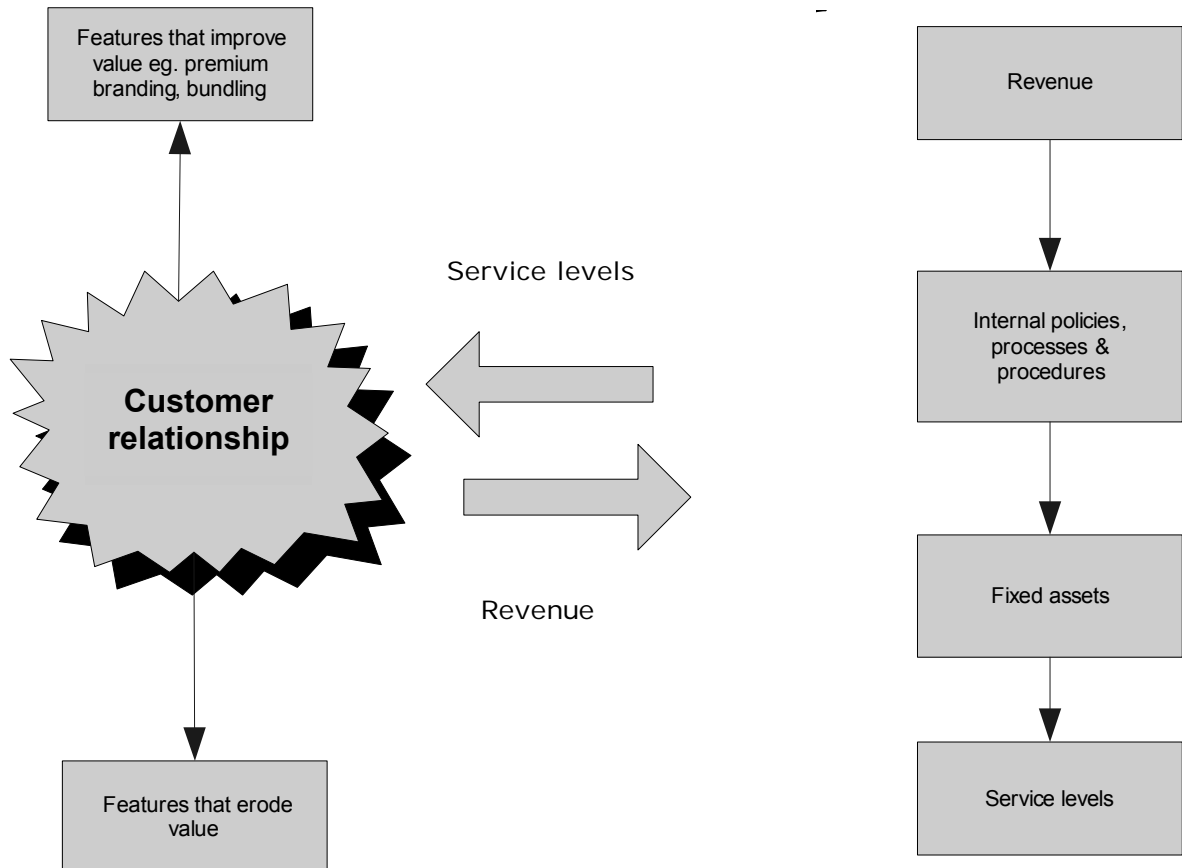 Features that improve
value eg. premium
branding, bundling
Customer
relationship
Features that erode
value
Service levels
Revenue
Revenue
Internal policies,
processes &
procedures
Fixed assets
Service levels